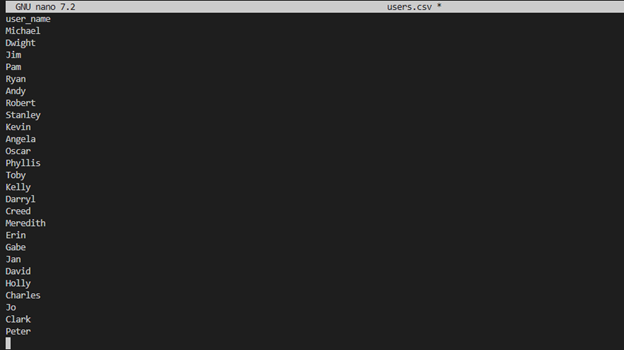 GNU nano 7.2 users.csv *
user_name
Michael
Dwight
Jim
Pam
Ryan
Andy
Robert
Stanley
Kevin
Angela
Oscar
Phyllis
Toby
Kelly
Darryl
Creed
Meredith
Erin
Gabe
Jan
David
Holly
Charles
Jo
Clark
Peter